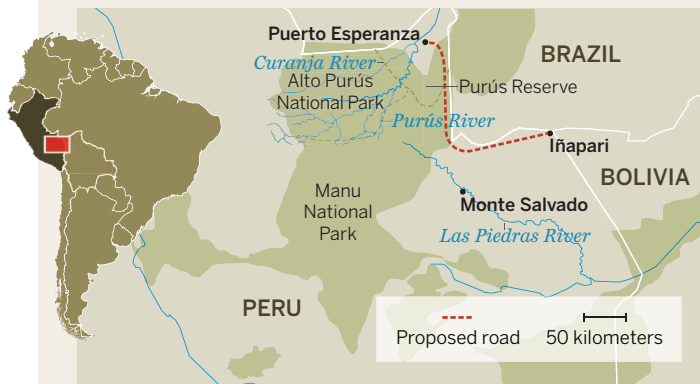 Puerto Esperanza
BRAZIL
Curanja River
Alto Purús
National Park
Purús Reserve
Purús River
Iñapari
BOLIVIA
Manu
National
Park
Monte Salvado
Las Piedras River
PERU
Proposed road
50 kilometers